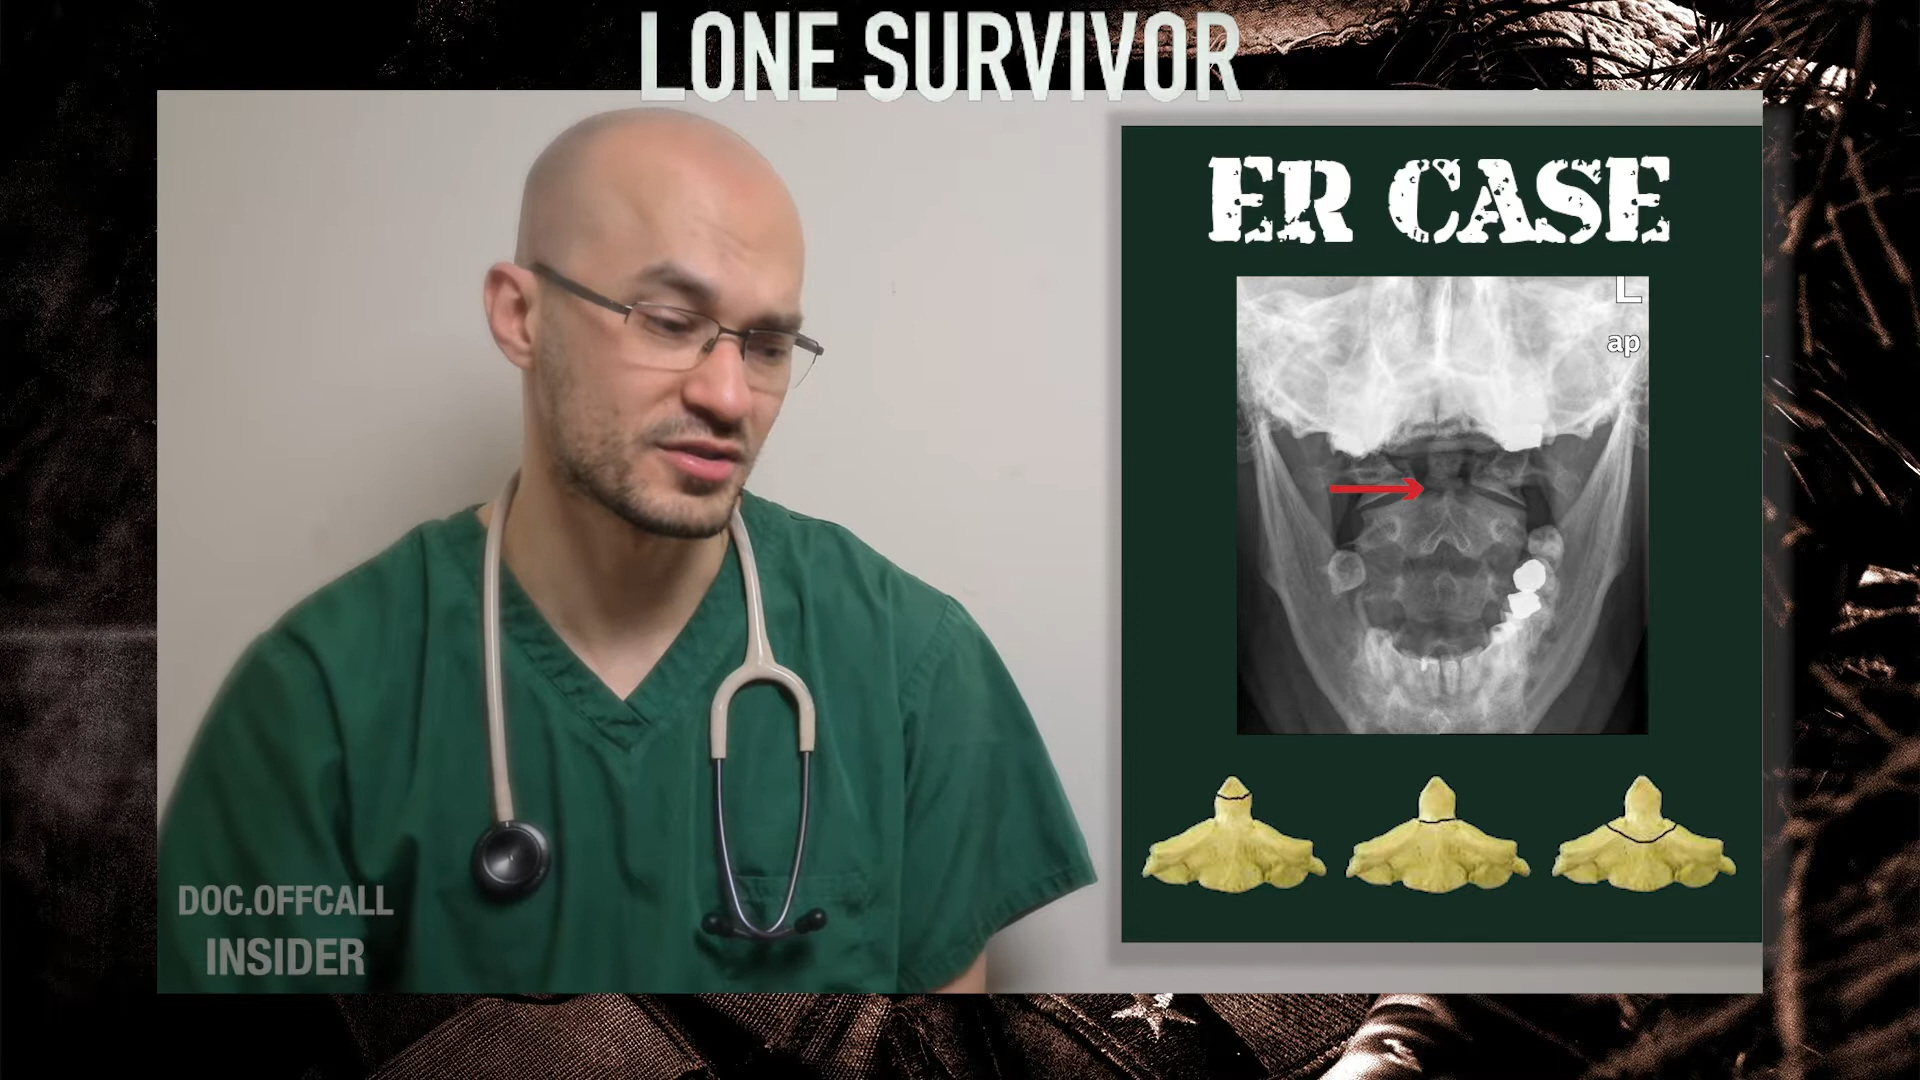 LONE SURVIVOR
ER CASE
L
ap
DOC.OFFCALL
INSIDER